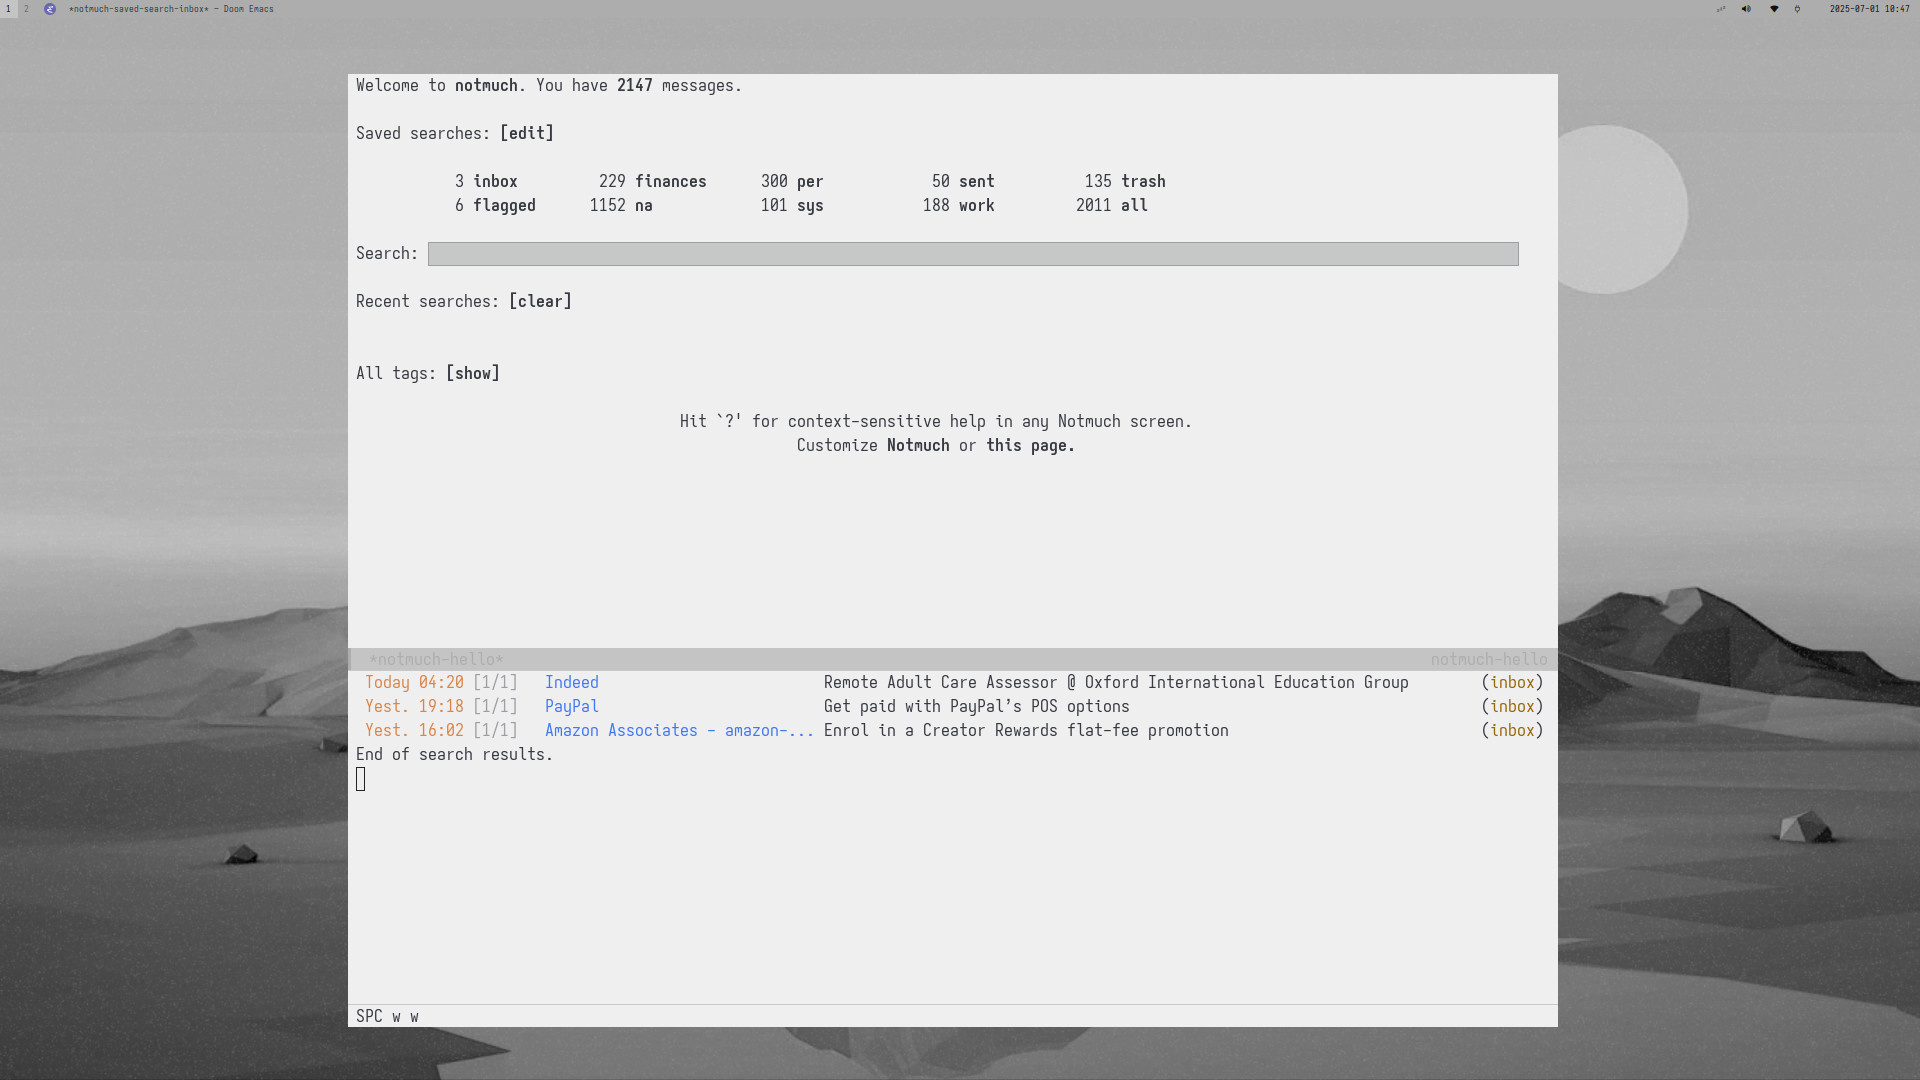 1 2 *notmuch-saved-search-inbox* – Doom Emacs 2025-07-01 10:47
Welcome to notmuch. You have 2147 messages.
Saved searches: [edit]
3 inbox 229 finances 300 per 50 sent 135 trash
6 flagged 1152 na 101 sys 188 work 2011 all
Search:
Recent searches: [clear]
All tags: [show]
Hit `?' for context-sensitive help in any Notmuch screen.
Customize Notmuch or this page.
*notmuch-hello* notmuch-hello
Today 04:20 [1/1] Indeed Remote Adult Care Assessor @ Oxford International Education Group (inbox)
Yest. 19:18 [1/1] PayPal Get paid with PayPal’s POS options (inbox)
Yest. 16:02 [1/1] Amazon Associates - amazon-... Enrol in a Creator Rewards flat-fee promotion (inbox)
End of search results.
SPC w w